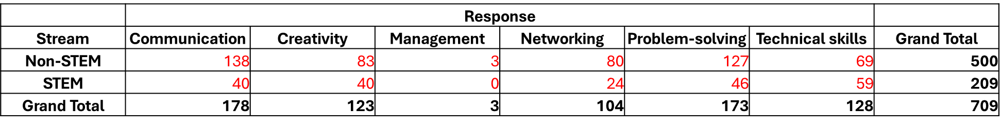 Response
Stream Communication Creativity Management Networking Problem-solving Technical skills Grand Total
Non-STEM 138 83 3 80 127 69 500
STEM 40 40 0 24 46 59 209
Grand Total 178 123 3 104 173 128 709